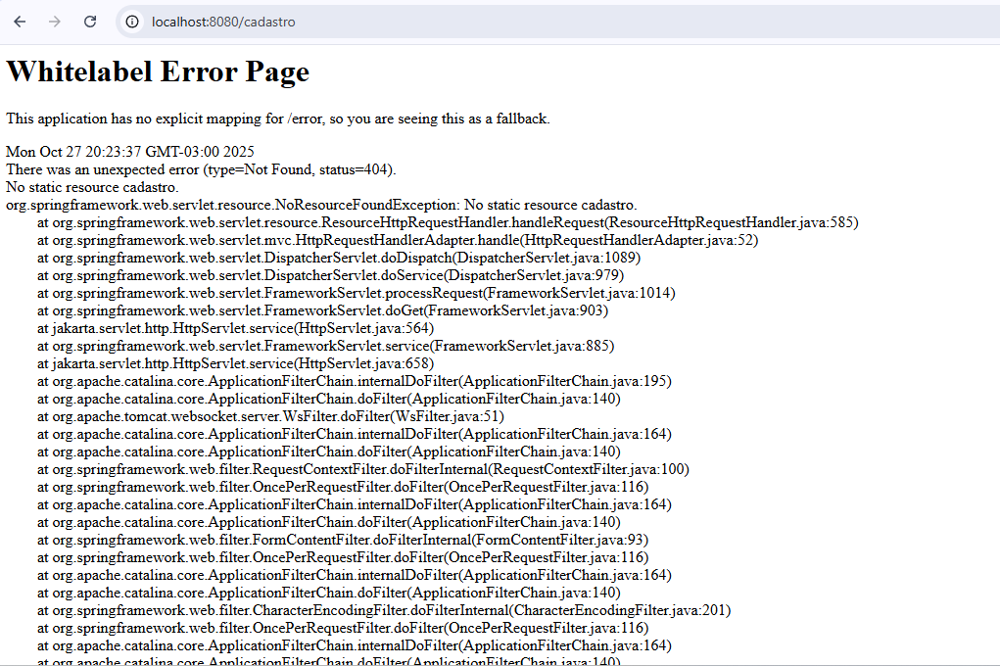 localhost:8080/cadastro
Whitelabel Error Page
This application has no explicit mapping for /error, so you are seeing this as a fallback.
Mon Oct 27 20:23:37 GMT-03:00 2025
There was an unexpected error (type=Not Found, status=404).
No static resource cadastro.
org.springframework.web.servlet.resource.NoResourceFoundException: No static resource cadastro.
at org.springframework.web.servlet.resource.ResourceHttpRequestHandler.handleRequest(ResourceHttpRequestHandler.java:585)
at org.springframework.web.servlet.mvc.HttpRequestHandlerAdapter.handle(HttpRequestHandlerAdapter.java:52)
at org.springframework.web.servlet.DispatcherServlet.doDispatch(DispatcherServlet.java:1089)
at org.springframework.web.servlet.DispatcherServlet.doService(DispatcherServlet.java:979)
at org.springframework.web.servlet.FrameworkServlet.processRequest(FrameworkServlet.java:1014)
at org.springframework.web.servlet.FrameworkServlet.doGet(FrameworkServlet.java:903)
at jakarta.servlet.http.HttpServlet.service(HttpServlet.java:564)
at org.springframework.web.servlet.FrameworkServlet.service(FrameworkServlet.java:885)
at jakarta.servlet.http.HttpServlet.service(HttpServlet.java:658)
at org.apache.catalina.core.ApplicationFilterChain.internalDoFilter(ApplicationFilterChain.java:195)
at org.apache.catalina.core.ApplicationFilterChain.doFilter(ApplicationFilterChain.java:140)
at org.apache.tomcat.websocket.server.WsFilter.doFilter(WsFilter.java:51)
at org.apache.catalina.core.ApplicationFilterChain.internalDoFilter(ApplicationFilterChain.java:164)
at org.apache.catalina.core.ApplicationFilterChain.doFilter(ApplicationFilterChain.java:140)
at org.springframework.web.filter.RequestContextFilter.doFilterInternal(RequestContextFilter.java:100)
at org.springframework.web.filter.OncePerRequestFilter.doFilter(OncePerRequestFilter.java:116)
at org.apache.catalina.core.ApplicationFilterChain.internalDoFilter(ApplicationFilterChain.java:164)
at org.apache.catalina.core.ApplicationFilterChain.doFilter(ApplicationFilterChain.java:140)
at org.springframework.web.filter.FormContentFilter.doFilterInternal(FormContentFilter.java:93)
at org.springframework.web.filter.OncePerRequestFilter.doFilter(OncePerRequestFilter.java:116)
at org.apache.catalina.core.ApplicationFilterChain.internalDoFilter(ApplicationFilterChain.java:164)
at org.apache.catalina.core.ApplicationFilterChain.doFilter(ApplicationFilterChain.java:140)
at org.springframework.web.filter.CharacterEncodingFilter.doFilterInternal(CharacterEncodingFilter.java:201)
at org.springframework.web.filter.OncePerRequestFilter.doFilter(OncePerRequestFilter.java:116)
at org.apache.catalina.core.ApplicationFilterChain.internalDoFilter(ApplicationFilterChain.java:164)
at org.apache.catalina.core.ApplicationFilterChain.doFilter(ApplicationFilterChain.java:140)